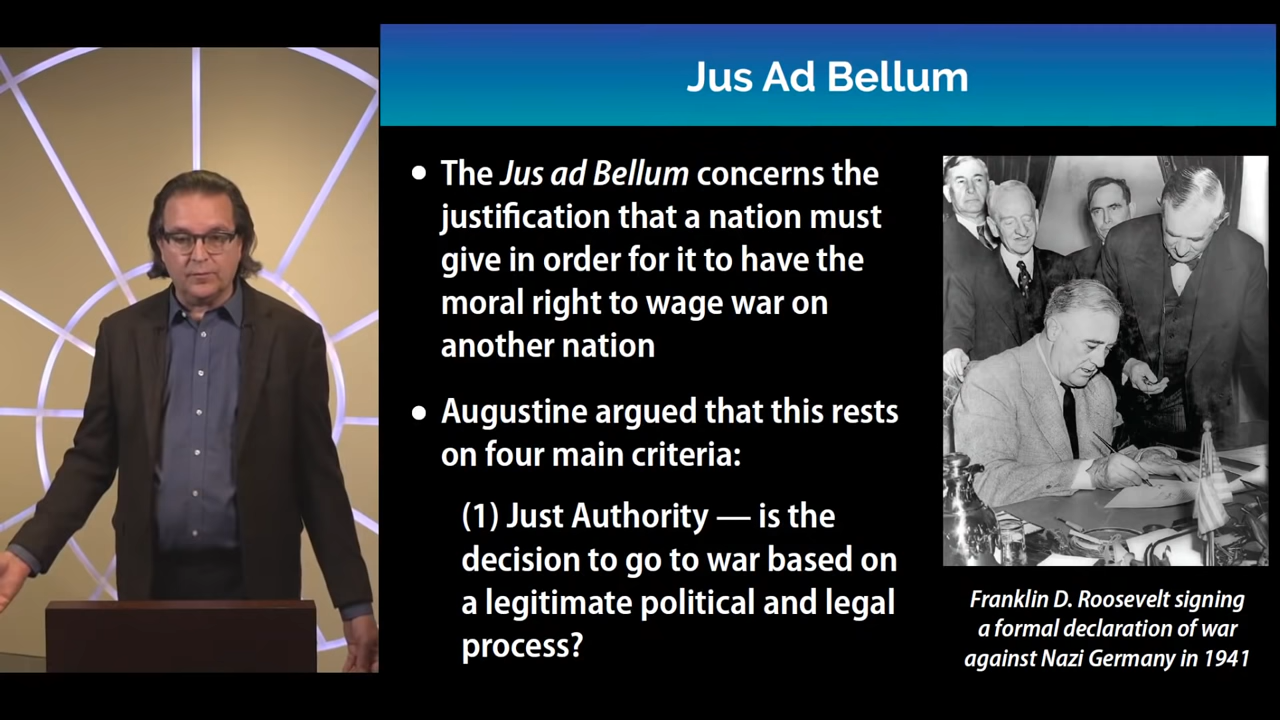 Jus Ad Bellum
• The Jus ad Bellum concerns the
justification that a nation must
give in order for it to have the
moral right to wage war on
another nation
• Augustine argued that this rests
on four main criteria:
(1) Just Authority — is the
decision to go to war based on
a legitimate political and legal
process?
Franklin D. Roosevelt signing
a formal declaration of war
against Nazi Germany in 1941